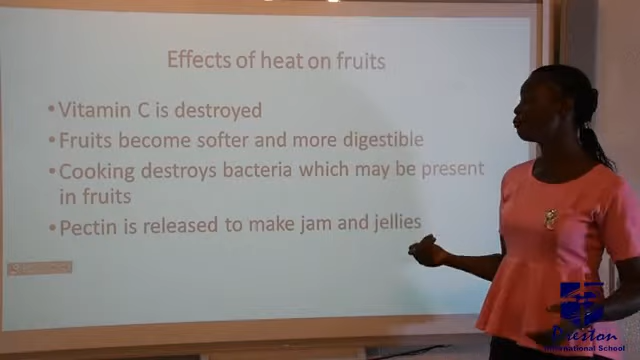 Effects of heat on fruits
• Vitamin C is destroyed
• Fruits become softer and more digestible
• Cooking destroys bacteria which may be present
in fruits
• Pectin is released to make jam and jellies
Preston
International School